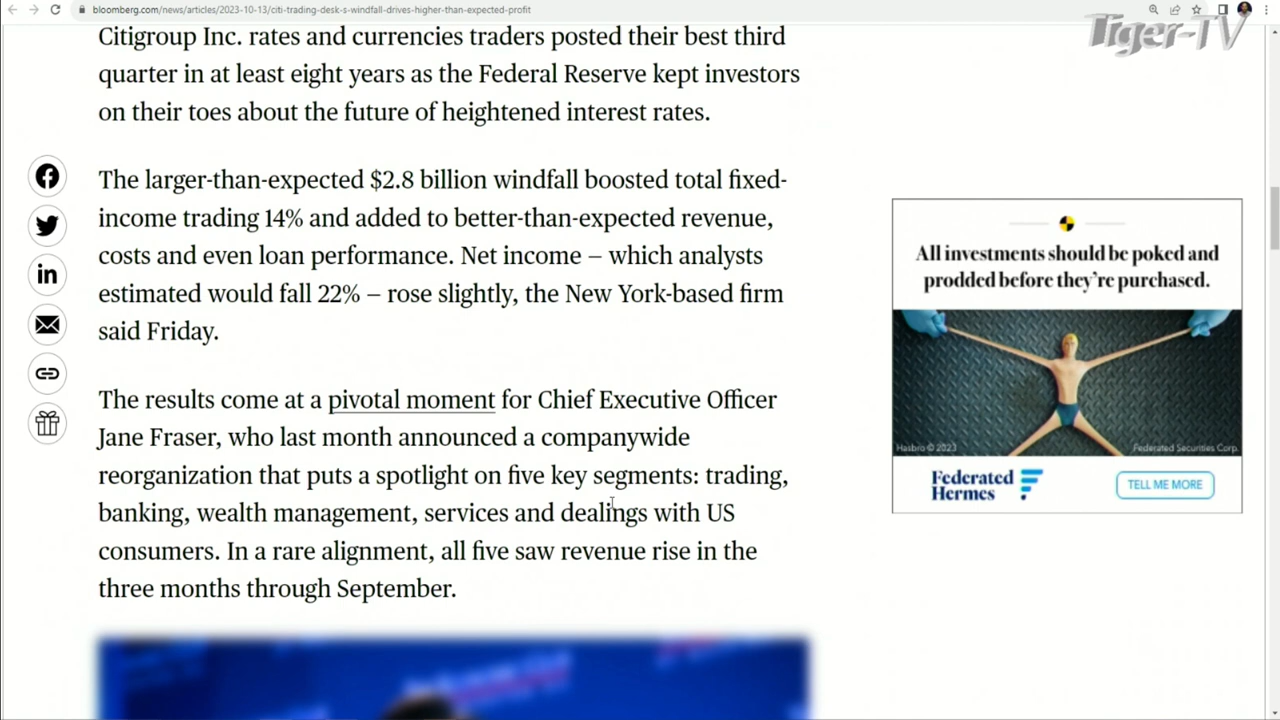 bloomberg.com/news/articles/2023-10-13/citi-trading-desk-s-windfall-drives-higher-than-expected-profit
Tiger-TV
Citigroup Inc. rates and currencies traders posted their best third
quarter in at least eight years as the Federal Reserve kept investors
on their toes about the future of heightened interest rates.
The larger-than-expected $2.8 billion windfall boosted total fixed-
income trading 14% and added to better-than-expected revenue,
costs and even loan performance. Net income – which analysts
estimated would fall 22% – rose slightly, the New York-based firm
said Friday.
The results come at a pivotal moment for Chief Executive Officer
Jane Fraser, who last month announced a companywide
reorganization that puts a spotlight on five key segments: trading,
banking, wealth management, services and dealings with US
consumers. In a rare alignment, all five saw revenue rise in the
three months through September.
All investments should be poked and
prodded before they're purchased.
Hasbro © 2023
Federated Securities Corp.
Federated
Hermes
TELL ME MORE